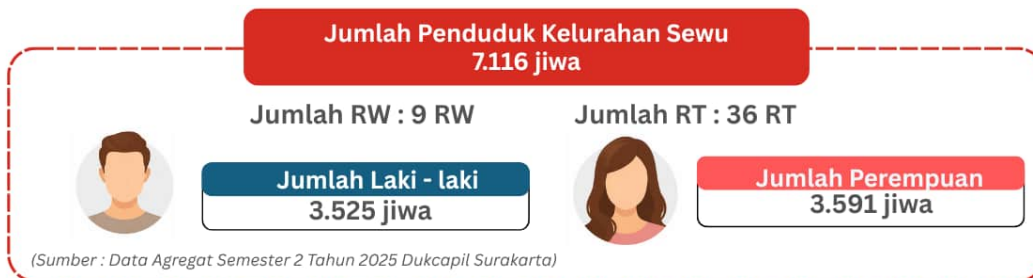 Jumlah Penduduk Kelurahan Sewu
7.116 jiwa
Jumlah RW : 9 RW
Jumlah RT : 36 RT
Jumlah Laki - laki
3.525 jiwa
Jumlah Perempuan
3.591 jiwa
(Sumber : Data Agregat Semester 2 Tahun 2025 Dukcapil Surakarta)